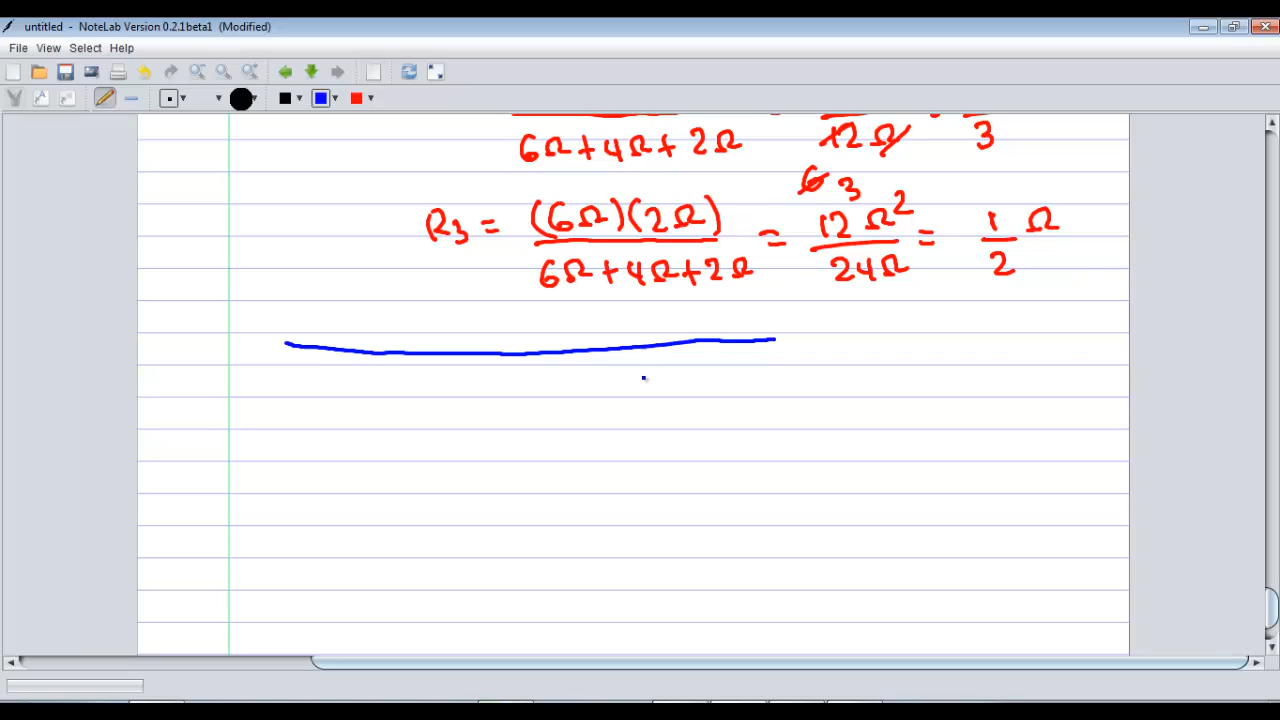 untitled - NoteLab Version 0.2.1beta1 (Modified)
File View Select Help
6Ω+4Ω+2Ω = 12Ω 3
6 3
R3 = (6Ω)(2Ω) / 6Ω+4Ω+2Ω = 12Ω² / 24Ω = 1/2 Ω